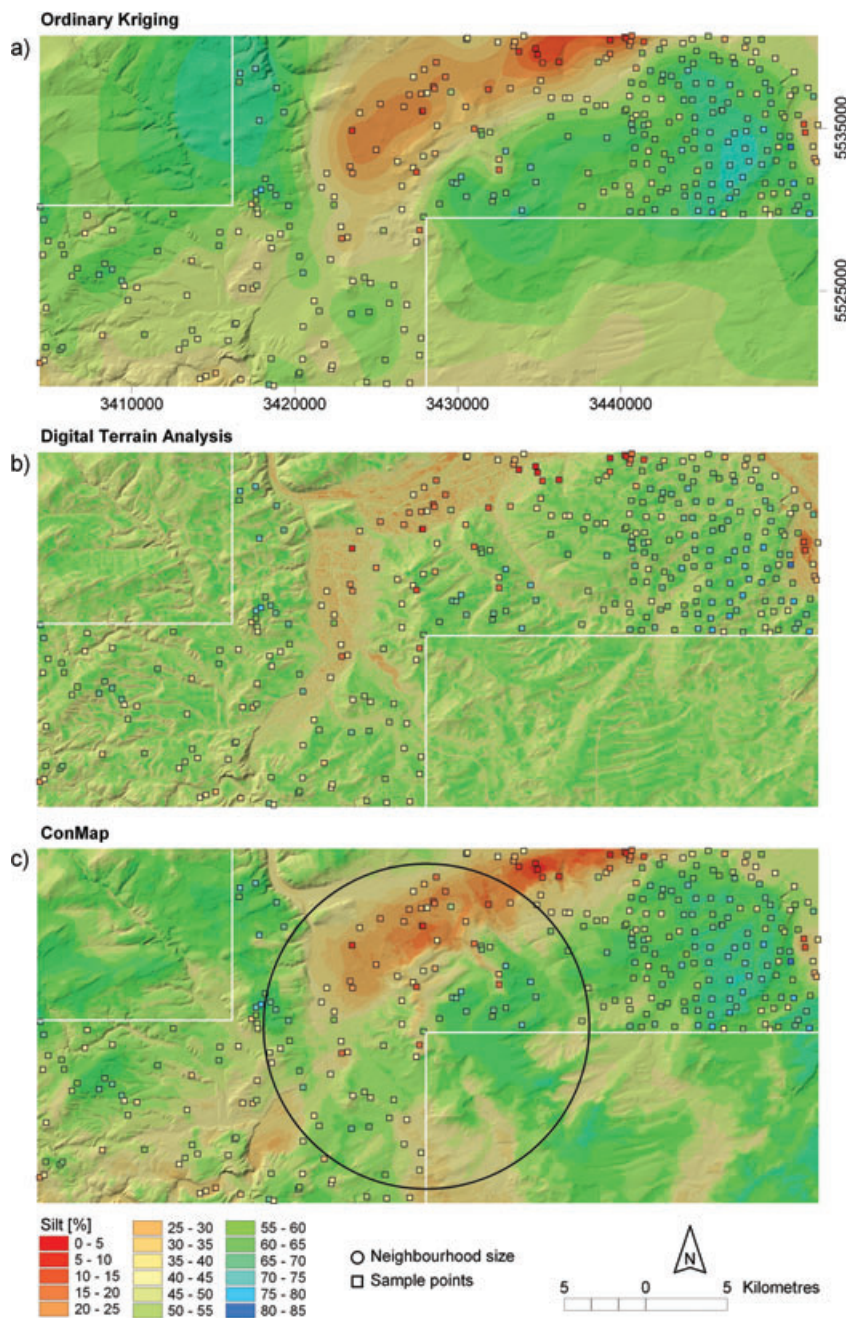 Ordinary Kriging
a)
5535000
5525000
3410000 3420000 3430000 3440000
Digital Terrain Analysis
b)
ConMap
c)
Silt [%]
0 - 5
5 - 10
10 - 15
15 - 20
20 - 25
25 - 30
30 - 35
35 - 40
40 - 45
45 - 50
50 - 55
55 - 60
60 - 65
65 - 70
70 - 75
75 - 80
80 - 85
Neighbourhood size
Sample points
N
5 0 5 Kilometres